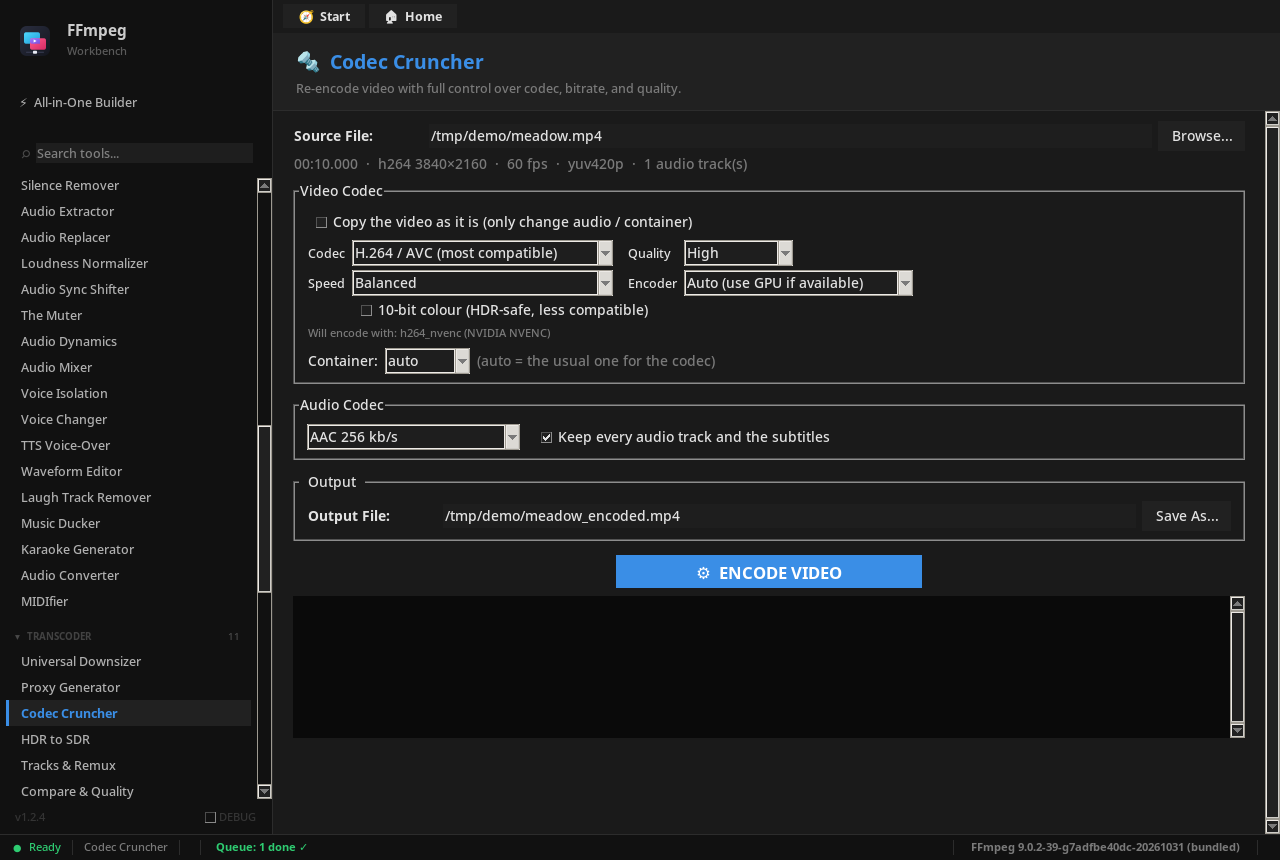 FFmpeg
Workbench
⚡ All-in-One Builder
Search tools...
Silence Remover
Audio Extractor
Audio Replacer
Loudness Normalizer
Audio Sync Shifter
The Muter
Audio Dynamics
Audio Mixer
Voice Isolation
Voice Changer
TTS Voice-Over
Waveform Editor
Laugh Track Remover
Music Ducker
Karaoke Generator
Audio Converter
MIDIfier
▾ TRANSCODER 11
Universal Downsizer
Proxy Generator
Codec Cruncher
HDR to SDR
Tracks & Remux
Compare & Quality
v1.2.4 DEBUG
Start Home
Codec Cruncher
Re-encode video with full control over codec, bitrate, and quality.
Source File: /tmp/demo/meadow.mp4 Browse...
00:10.000 · h264 3840×2160 · 60 fps · yuv420p · 1 audio track(s)
Video Codec
Copy the video as it is (only change audio / container)
Codec H.264 / AVC (most compatible) Quality High
Speed Balanced Encoder Auto (use GPU if available)
10-bit colour (HDR-safe, less compatible)
Will encode with: h264_nvenc (NVIDIA NVENC)
Container: auto (auto = the usual one for the codec)
Audio Codec
AAC 256 kb/s Keep every audio track and the subtitles
Output
Output File: /tmp/demo/meadow_encoded.mp4 Save As...
⚙ ENCODE VIDEO
● Ready Codec Cruncher Queue: 1 done ✓ FFmpeg 9.0.2-39-g7adfbe40dc-20261031 (bundled)